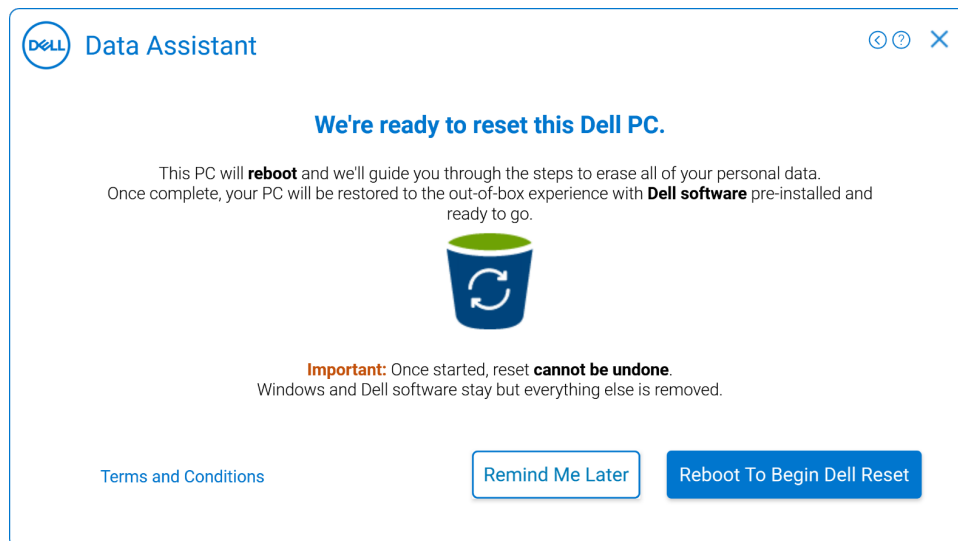 DELL
Data Assistant
We're ready to reset this Dell PC.
This PC will reboot and we'll guide you through the steps to erase all of your personal data.
Once complete, your PC will be restored to the out-of-box experience with Dell software pre-installed and
ready to go.
Important: Once started, reset cannot be undone.
Windows and Dell software stay but everything else is removed.
Terms and Conditions
Remind Me Later
Reboot To Begin Dell Reset